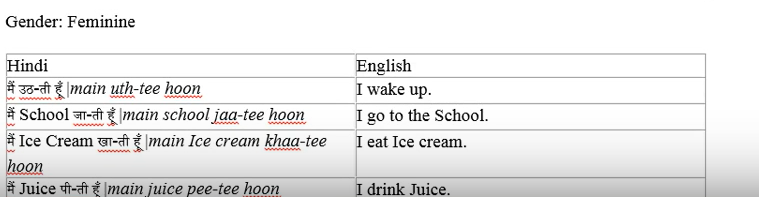 Gender: Feminine
Hindi English
मैं उठ-ती हूँ |main uth-tee hoon I wake up.
मैं School जा-ती हूँ |main school jaa-tee hoon I go to the School.
मैं Ice Cream खा-ती हूँ |main Ice cream khaa-tee I eat Ice cream.
hoon
मैं Juice पी-ती हूँ |main juice pee-tee hoon I drink Juice.